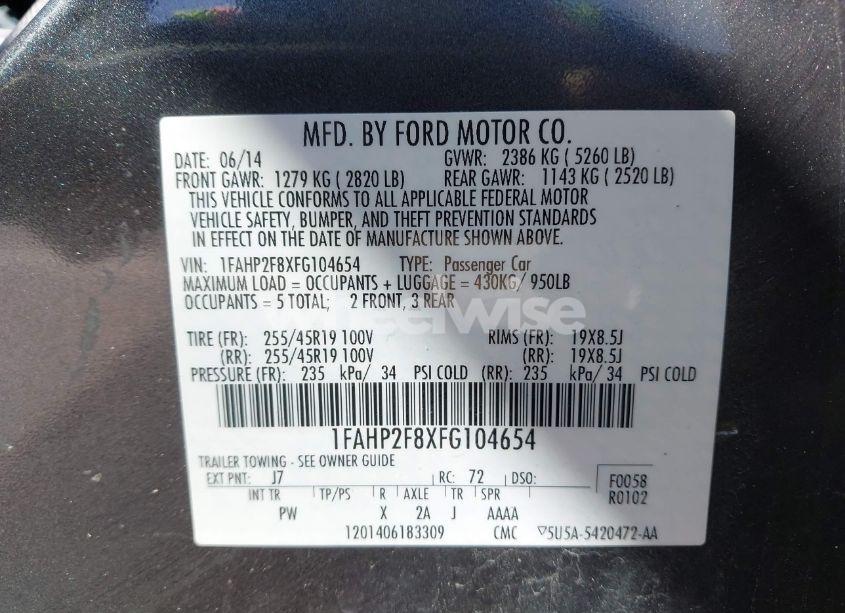 MFD. BY FORD MOTOR CO.
DATE: 06/14 GVWR: 2386 KG ( 5260 LB)
FRONT GAWR: 1279 KG ( 2820 LB) REAR GAWR: 1143 KG ( 2520 LB)
THIS VEHICLE CONFORMS TO ALL APPLICABLE FEDERAL MOTOR
VEHICLE SAFETY, BUMPER, AND THEFT PREVENTION STANDARDS
IN EFFECT ON THE DATE OF MANUFACTURE SHOWN ABOVE.
VIN: 1FAHP2F8XFG104654 TYPE: Passenger Car
MAXIMUM LOAD = OCCUPANTS + LUGGAGE = 430KG/ 950LB
OCCUPANTS = 5 TOTAL; 2 FRONT, 3 REAR
wheelwise
TIRE (FR): 255/45R19 100V RIMS (FR): 19X8.5J
(RR): 255/45R19 100V (RR): 19X8.5J
PRESSURE (FR): 235 kPa/ 34 PSI COLD (RR): 235 kPa/ 34 PSI COLD
1FAHP2F8XFG104654
TRAILER TOWING - SEE OWNER GUIDE
EXT PNT: J7 RC: 72 DSO: F0058
R0102
INT TR TP/PS R AXLE TR SPR
PW X 2A J AAAA
1201406183309 CMC ▽5U5A-5420472-AA